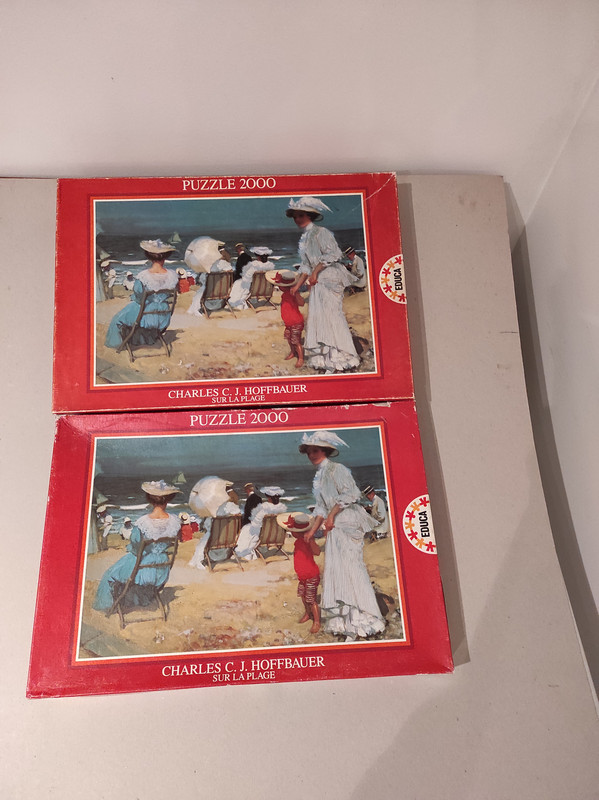 PUZZLE 2000
EDUCA
CHARLES C. J. HOFFBAUER
SUR LA PLAGE
PUZZLE 2000
EDUCA
CHARLES C. J. HOFFBAUER
SUR LA PLAGE